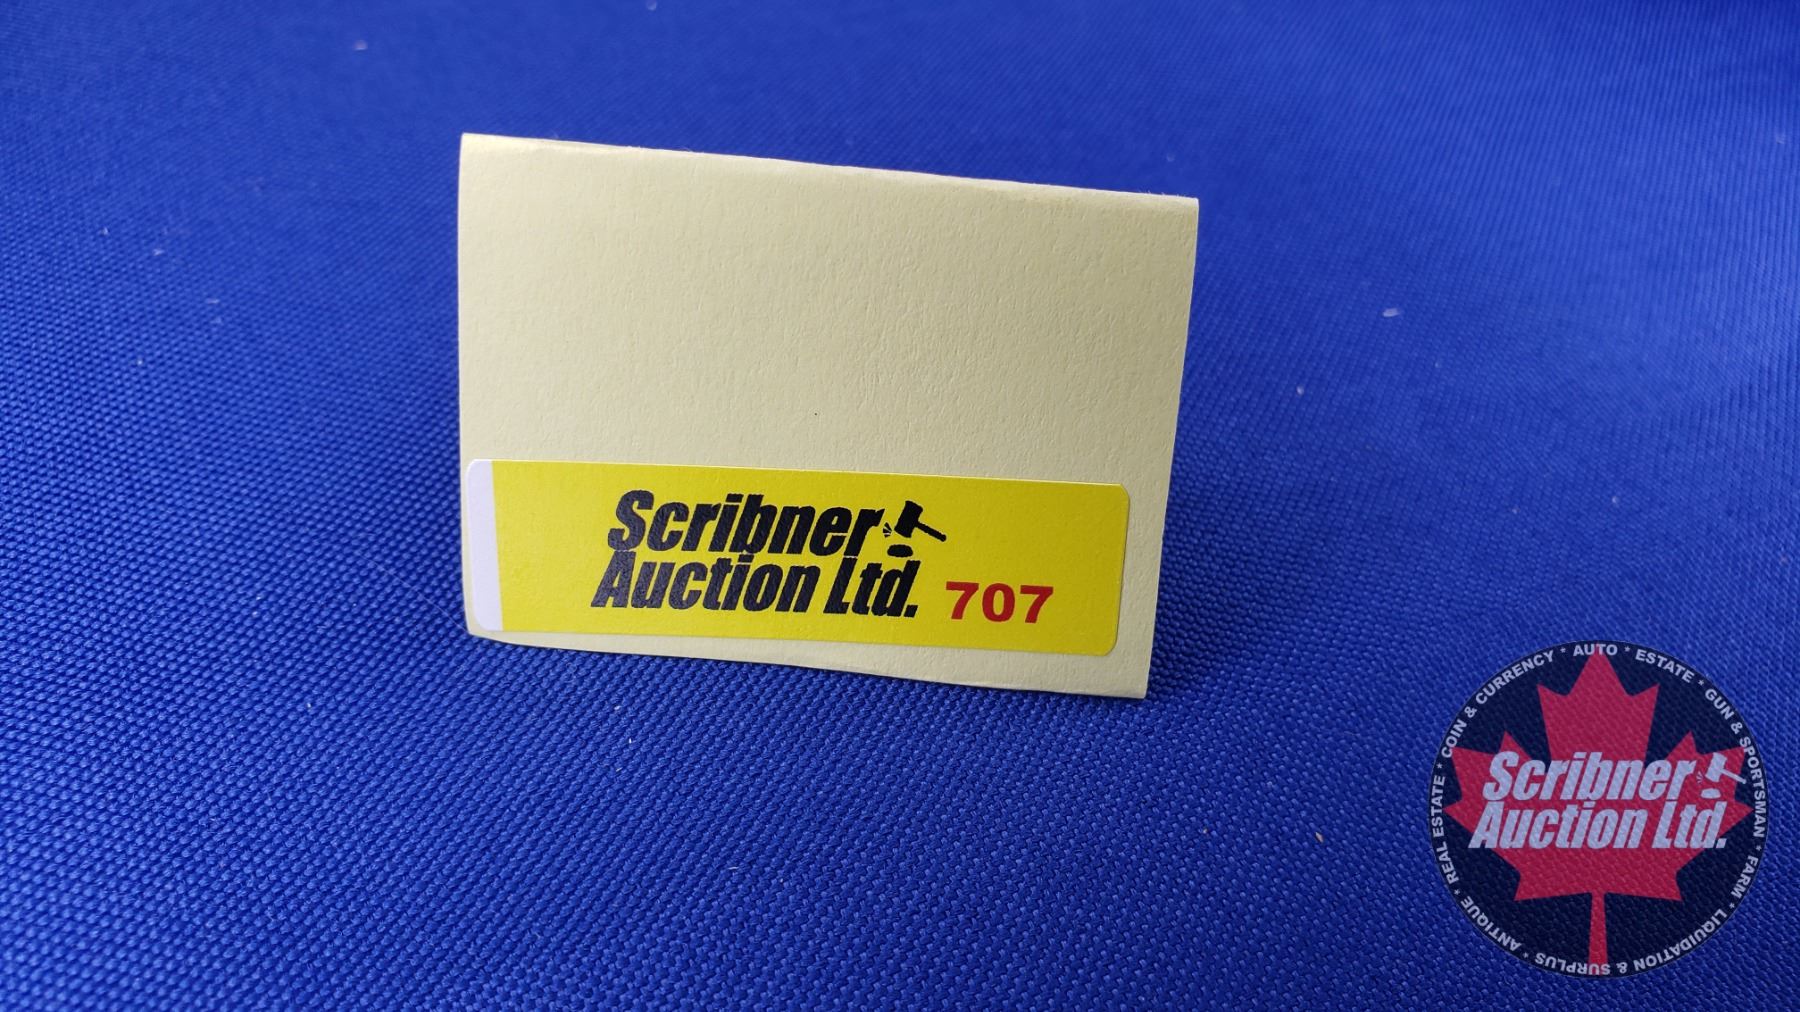 Scribner
Auction Ltd. 707
* REAL ESTATE * COIN & CURRENCY * AUTO * ESTATE * GUN & SPORTSMAN * FARM * LIQUIDATION & SURPLUS * ANTIQUE
Scribner
Auction Ltd.